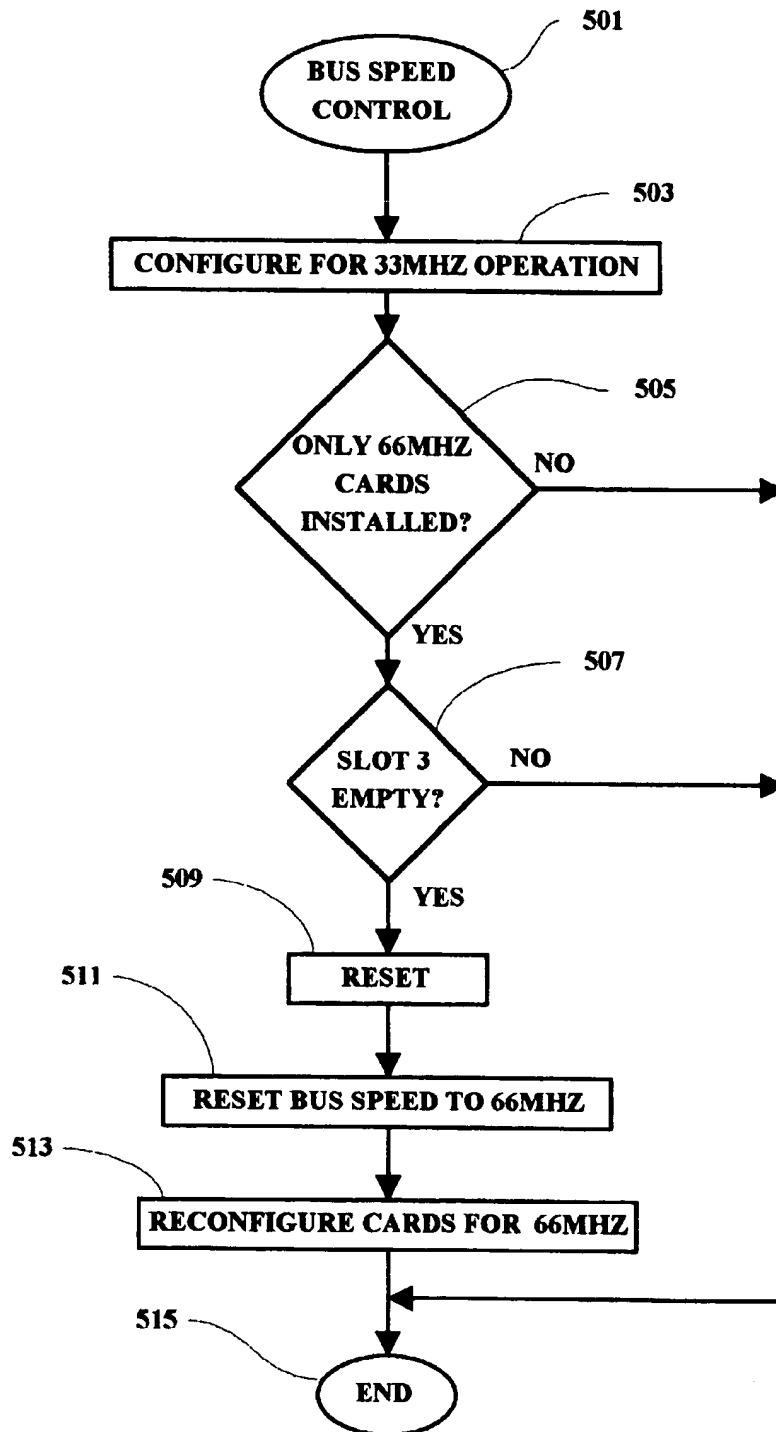 501
BUS SPEED
CONTROL
503
CONFIGURE FOR 33MHZ OPERATION
505
ONLY 66MHZ
CARDS
INSTALLED?
NO
YES
507
SLOT 3
EMPTY?
NO
YES
509
RESET
511
RESET BUS SPEED TO 66MHZ
513
RECONFIGURE CARDS FOR 66MHZ
515
END